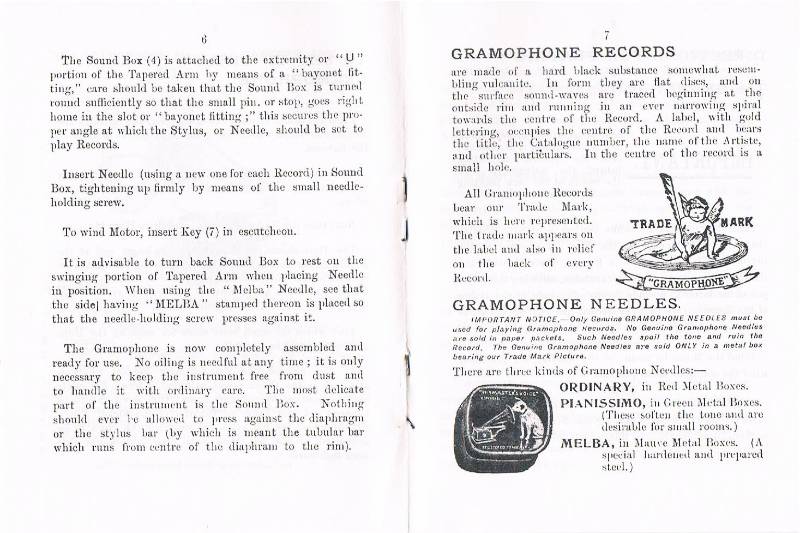 6
The Sound Box (4) is attached to the extremity or "U"
portion of the Tapered Arm by means of a "bayonet fit-
ting," care should be taken that the Sound Box is turned
round sufficiently so that the small pin, or stop, goes right
home in the slot or "bayonet fitting;" this secures the pro-
per angle at which the Stylus, or Needle, should be set to
play Records.
Insert Needle (using a new one for each Record) in Sound
Box, tightening up firmly by means of the small needle-
holding screw.
To wind Motor, insert Key (7) in escutcheon.
It is advisable to turn back Sound Box to rest on the
swinging portion of Tapered Arm when placing Needle
in position. When using the "Melba" Needle, see that
the side having "MELBA" stamped thereon is placed so
that the needle-holding screw presses against it.
The Gramophone is now completely assembled and
ready for use. No oiling is needful at any time; it is only
necessary to keep the instrument free from dust and
to handle it with ordinary care. The most delicate
part of the instrument is the Sound Box. Nothing
should ever be allowed to press against the diaphragm
or the stylus bar (by which is meant the tubular bar
which runs from centre of the diaphram to the rim).
7
GRAMOPHONE RECORDS
are made of a hard black substance somewhat resem-
bling vulcanite. In form they are flat discs, and on
the surface sound-waves are traced beginning at the
outside rim and running in an ever narrowing spiral
towards the centre of the Record. A label, with gold
lettering, occupies the centre of the Record and bears
the title, the Catalogue number, the name of the Artiste,
and other particulars. In the centre of the record is a
small hole.
All Gramophone Records
bear our Trade Mark,
which is here represented.
The trade mark appears on
the label and also in relief
on the back of every
Record.
TRADE MARK
"GRAMOPHONE"
GRAMOPHONE NEEDLES.
IMPORTANT NOTICE,—Only Genuine GRAMOPHONE NEEDLES must be
used for playing Gramophone Records. No Genuine Gramophone Needles
are sold in paper packets. Such Needles spoil the tone and ruin the
Record. The Genuine Gramophone Needles are sold ONLY in a metal box
bearing our Trade Mark Picture.
There are three kinds of Gramophone Needles:—
"HIS MASTER'S VOICE"
ORDINARY, in Red Metal Boxes.
PIANISSIMO, in Green Metal Boxes.
(These soften the tone and are
desirable for small rooms.)
MELBA, in Mauve Metal Boxes. (A
special hardened and prepared
steel.)